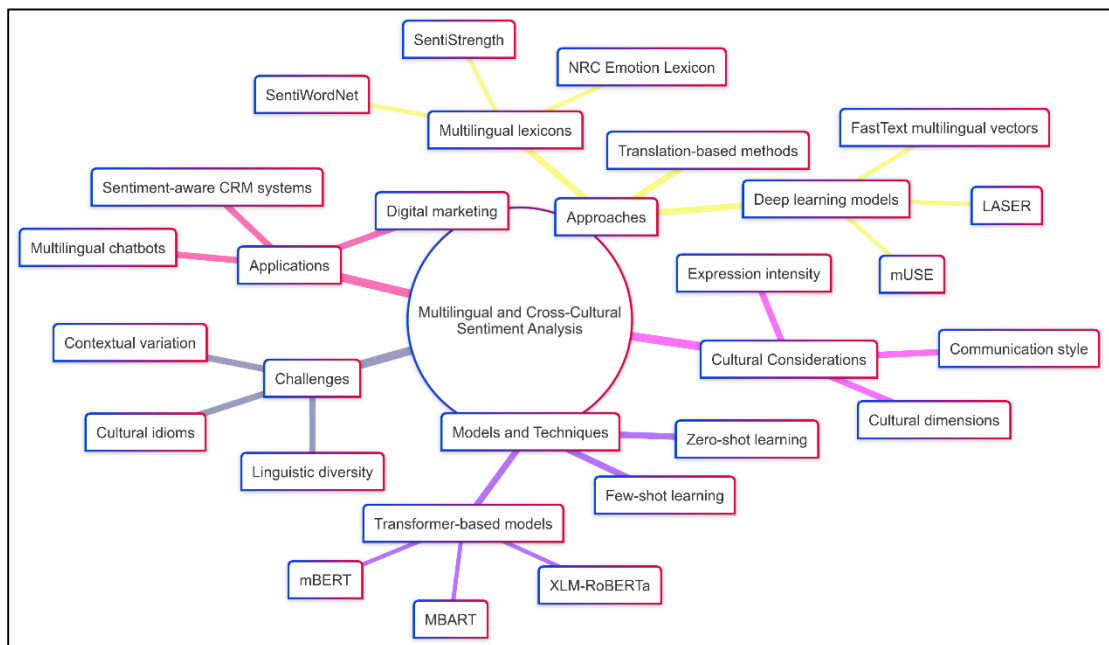 SentiStrength
NRC Emotion Lexicon
SentiWordNet
Multilingual lexicons
FastText multilingual vectors
Translation-based methods
Sentiment-aware CRM systems
Deep learning models
LASER
Digital marketing
Approaches
Multilingual chatbots
Applications
Expression intensity
mUSE
Multilingual and Cross-Cultural
Sentiment Analysis
Contextual variation
Cultural Considerations
Communication style
Challenges
Cultural idioms
Models and Techniques
Zero-shot learning
Cultural dimensions
Linguistic diversity
Few-shot learning
Transformer-based models
mBERT
XLM-RoBERTa
MBART